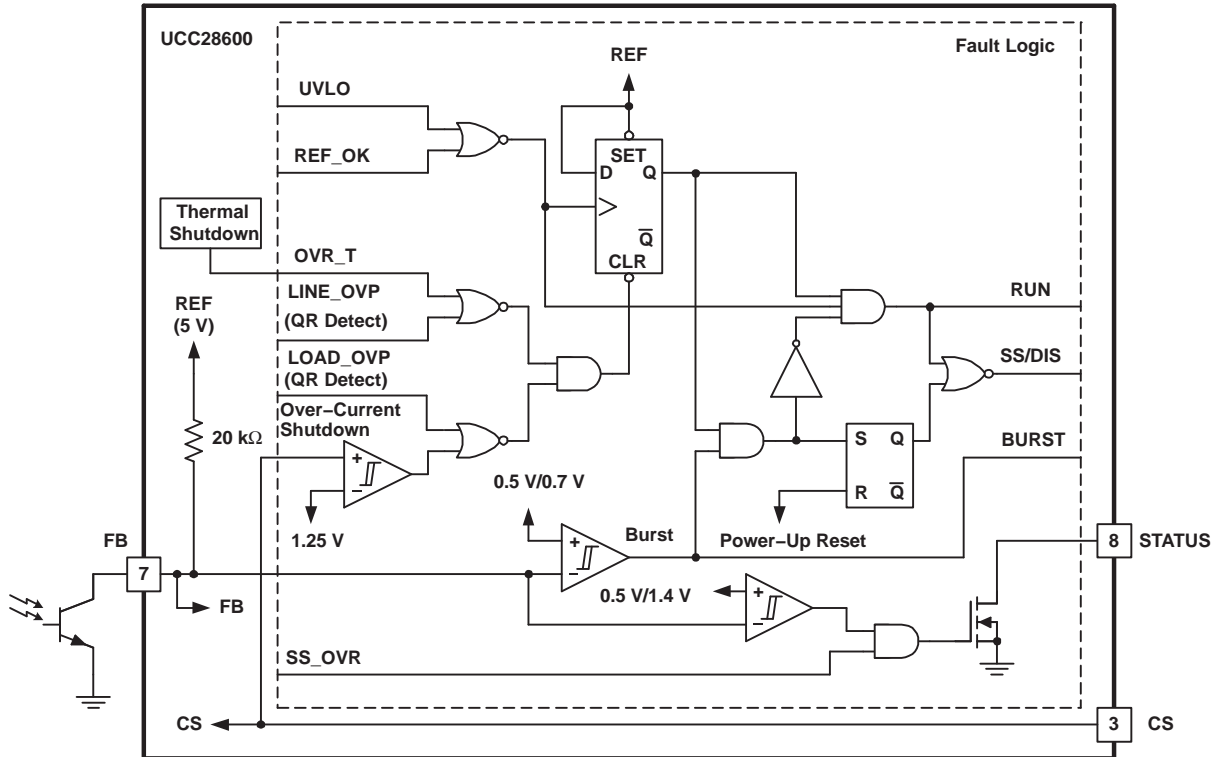 UCC28600
Fault Logic
REF
UVLO
REF_OK
SET
D
Q
Q
CLR
Thermal
Shutdown
OVR_T
LINE_OVP
(QR Detect)
REF
(5 V)
LOAD_OVP
(QR Detect)
RUN
SS/DIS
Over−Current
Shutdown
20 kΩ
+
−
1.25 V
S
Q
R
Q
BURST
0.5 V/0.7 V
+
−
Burst
Power−Up Reset
FB
7
FB
8
STATUS
0.5 V/1.4 V
+
−
SS_OVR
CS
3
CS